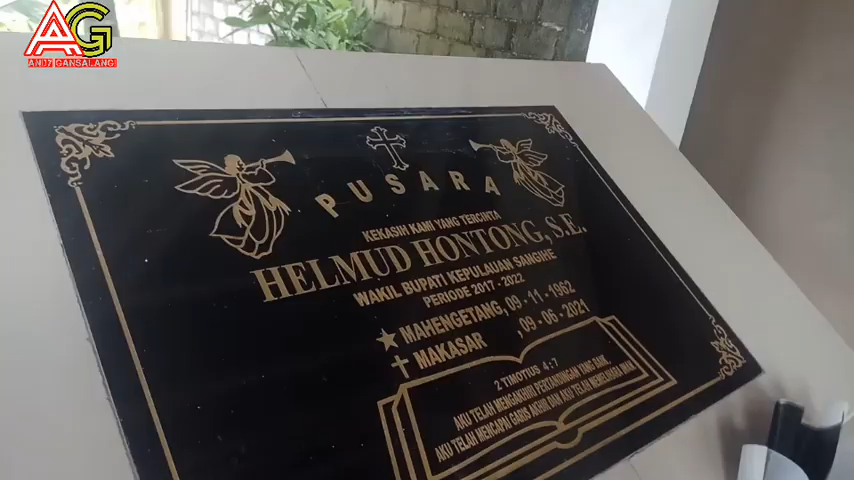 AG
AN17 GANSALANG
PUSARA
KEKASIH KAMI YANG TERCINTA
HELMUD HONTONG, S.E.
WAKIL BUPATI KEPULAUAN SANGIHE
PERIODE 2017 - 2022
MAHENGETANG, 09 - 11 - 1962
MAKASAR , 09 - 06 - 2021
2 TIMOTIUS 4 : 7
AKU TELAH MENGAKHIRI PERTANDINGAN YANG BAIK,
AKU TELAH MENCAPAI GARIS AKHIR DAN AKU TELAH MEMELIHARA IMAN